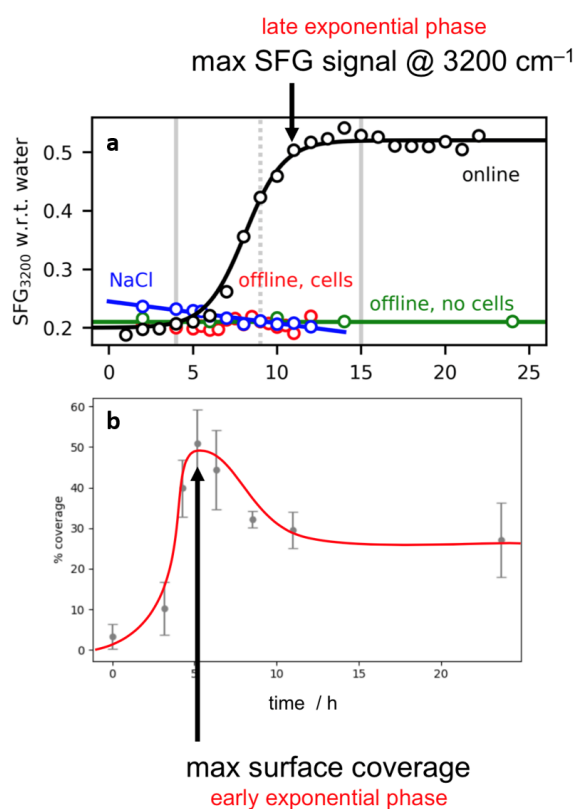 late exponential phase
max SFG signal @ 3200 cm⁻¹
a
SFG₃₂₀₀ w.r.t. water
0.5
0.4
0.3
0.2
online
NaCl
offline, cells
offline, no cells
0 5 10 15 20 25
b
% coverage
60
50
40
30
20
10
0
0 5 10 15 20
time / h
max surface coverage
early exponential phase